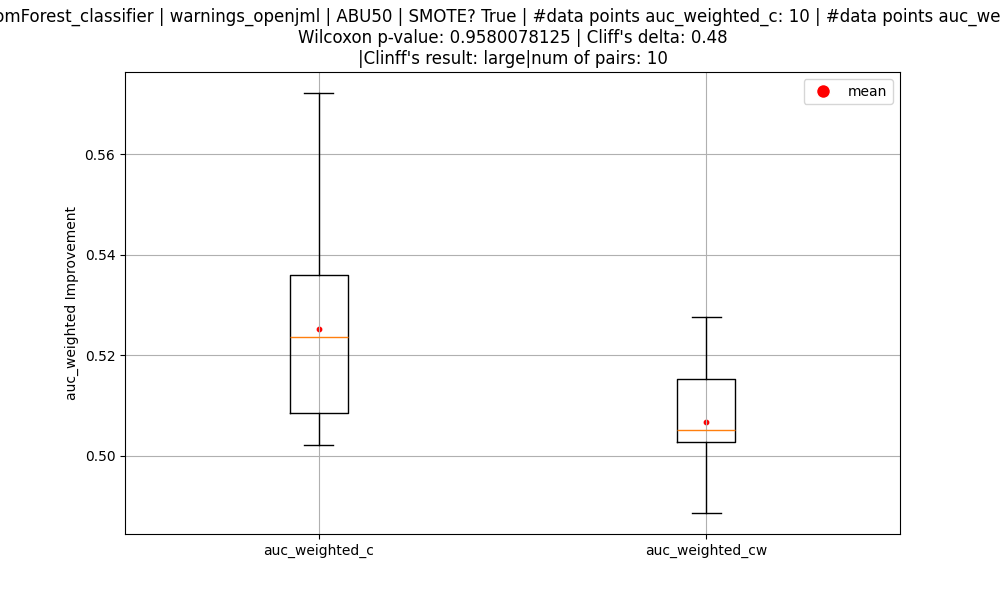 omForest_classifier | warnings_openjml | ABU50 | SMOTE? True | #data points auc_weighted_c: 10 | #data points auc_we
Wilcoxon p-value: 0.9580078125 | Cliff's delta: 0.48
|Clinff's result: large|num of pairs: 10
mean
0.56
0.54
0.52
0.50
auc_weighted Improvement
auc_weighted_c
auc_weighted_cw